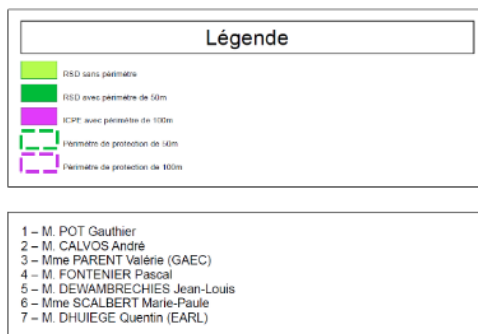 Légende
RSD sans périmètre
RSD avec périmètre de 50m
ICPE avec périmètre de 100m
Périmètre de protection de 50m
Périmètre de protection de 100m
1 – M. POT Gauthier
2 – M. CALVOS André
3 – Mme PARENT Valérie (GAEC)
4 – M. FONTENIER Pascal
5 – M. DEWAMBRECHIES Jean-Louis
6 – Mme SCALBERT Marie-Paule
7 – M. DHUIEGE Quentin (EARL)